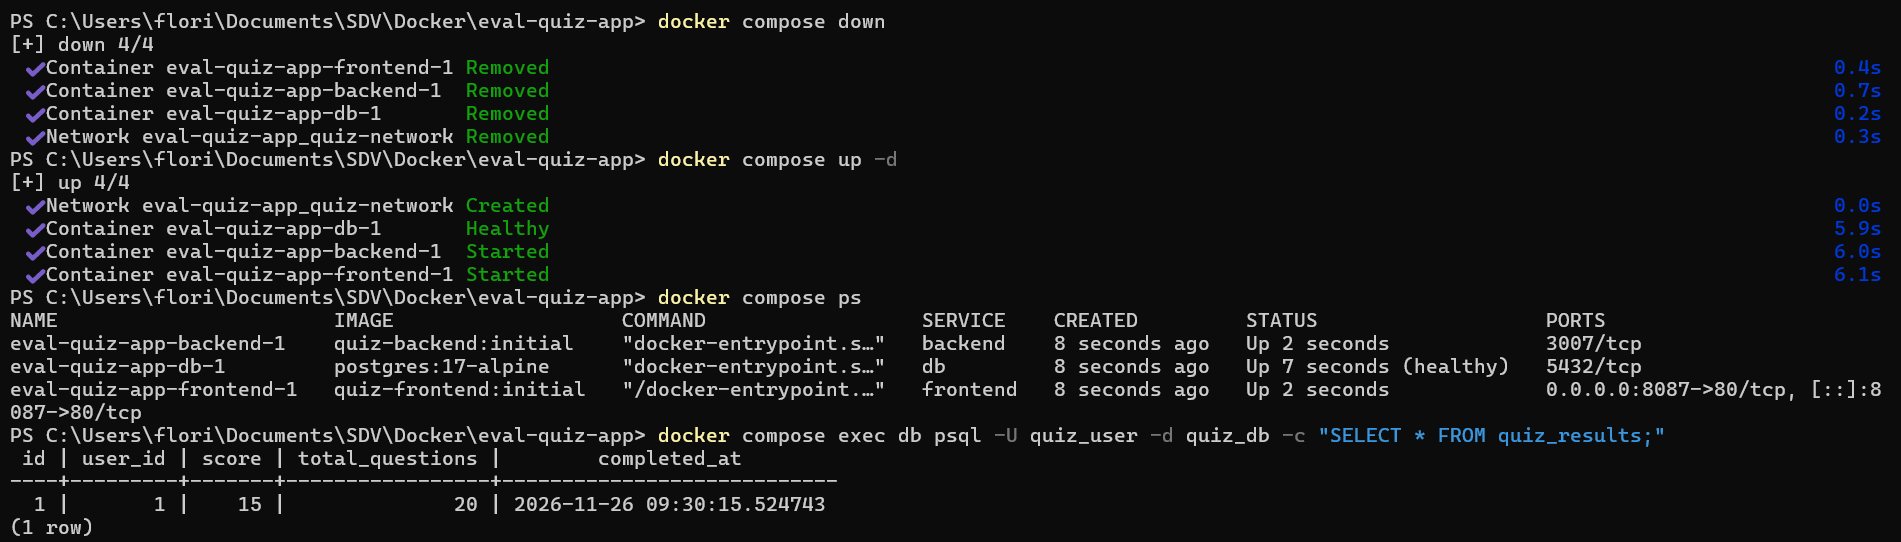 PS C:\Users\flori\Documents\SDV\Docker\eval-quiz-app> docker compose down
[+] down 4/4
✔Container eval-quiz-app-frontend-1 Removed 0.4s
✔Container eval-quiz-app-backend-1 Removed 0.7s
✔Container eval-quiz-app-db-1 Removed 0.2s
✔Network eval-quiz-app_quiz-network Removed 0.3s
PS C:\Users\flori\Documents\SDV\Docker\eval-quiz-app> docker compose up -d
[+] up 4/4
✔Network eval-quiz-app_quiz-network Created 0.0s
✔Container eval-quiz-app-db-1 Healthy 5.9s
✔Container eval-quiz-app-backend-1 Started 6.0s
✔Container eval-quiz-app-frontend-1 Started 6.1s
PS C:\Users\flori\Documents\SDV\Docker\eval-quiz-app> docker compose ps
NAME IMAGE COMMAND SERVICE CREATED STATUS PORTS
eval-quiz-app-backend-1 quiz-backend:initial "docker-entrypoint.s…" backend 8 seconds ago Up 2 seconds 3007/tcp
eval-quiz-app-db-1 postgres:17-alpine "docker-entrypoint.s…" db 8 seconds ago Up 7 seconds (healthy) 5432/tcp
eval-quiz-app-frontend-1 quiz-frontend:initial "/docker-entrypoint.…" frontend 8 seconds ago Up 2 seconds 0.0.0.0:8087->80/tcp, [::]:8
087->80/tcp
PS C:\Users\flori\Documents\SDV\Docker\eval-quiz-app> docker compose exec db psql -U quiz_user -d quiz_db -c "SELECT * FROM quiz_results;"
id | user_id | score | total_questions | completed_at
----+---------+-------+-----------------+----------------------------
1 | 1 | 15 | 20 | 2026-11-26 09:30:15.524743
(1 row)